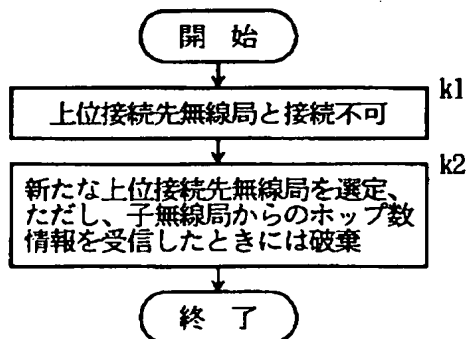 開 始
k1
上位接続先無線局と接続不可
k2
新たな上位接続先無線局を選定、
ただし、子無線局からのホップ数
情報を受信したときには破棄
終 了